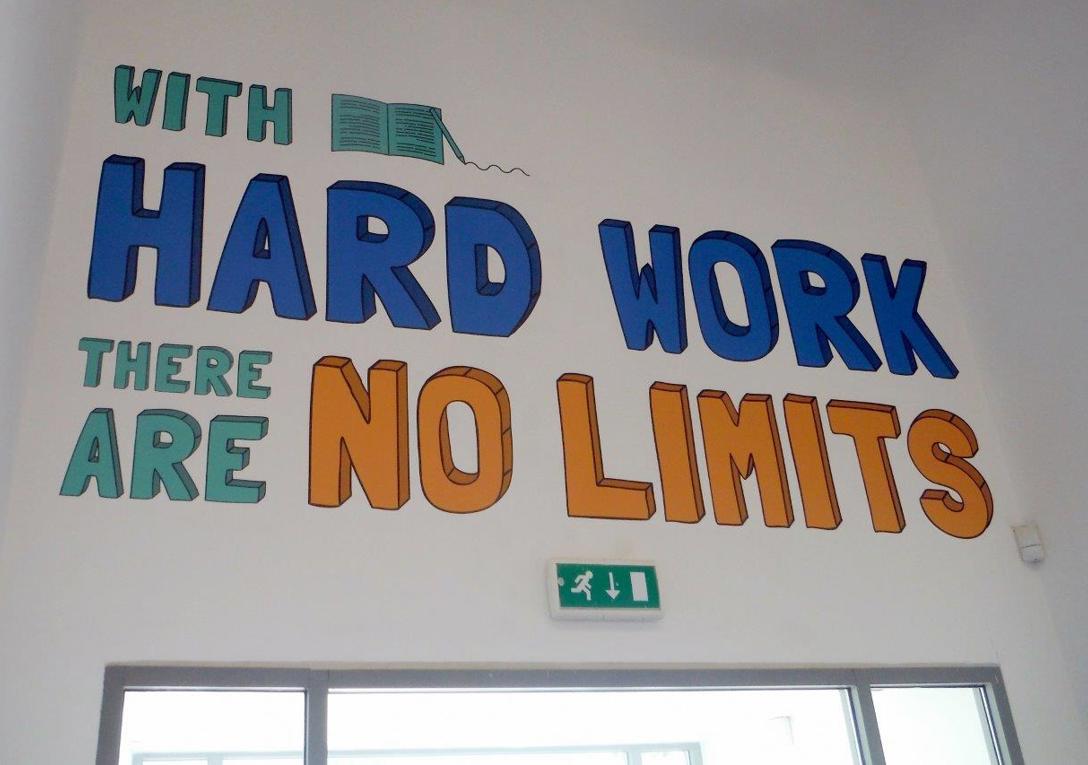 WITH
HARD WORK
THERE
ARE NO LIMITS